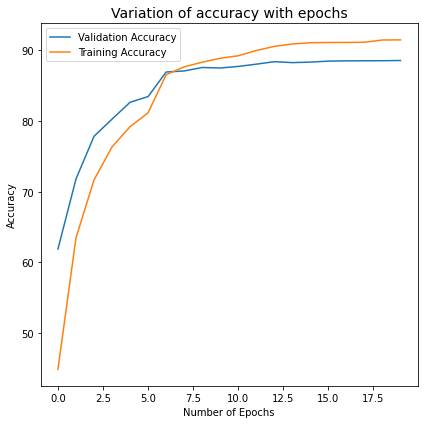 Variation of accuracy with epochs
Validation Accuracy
Training Accuracy
90
80
70
60
50
Accuracy
0.0 2.5 5.0 7.5 10.0 12.5 15.0 17.5
Number of Epochs